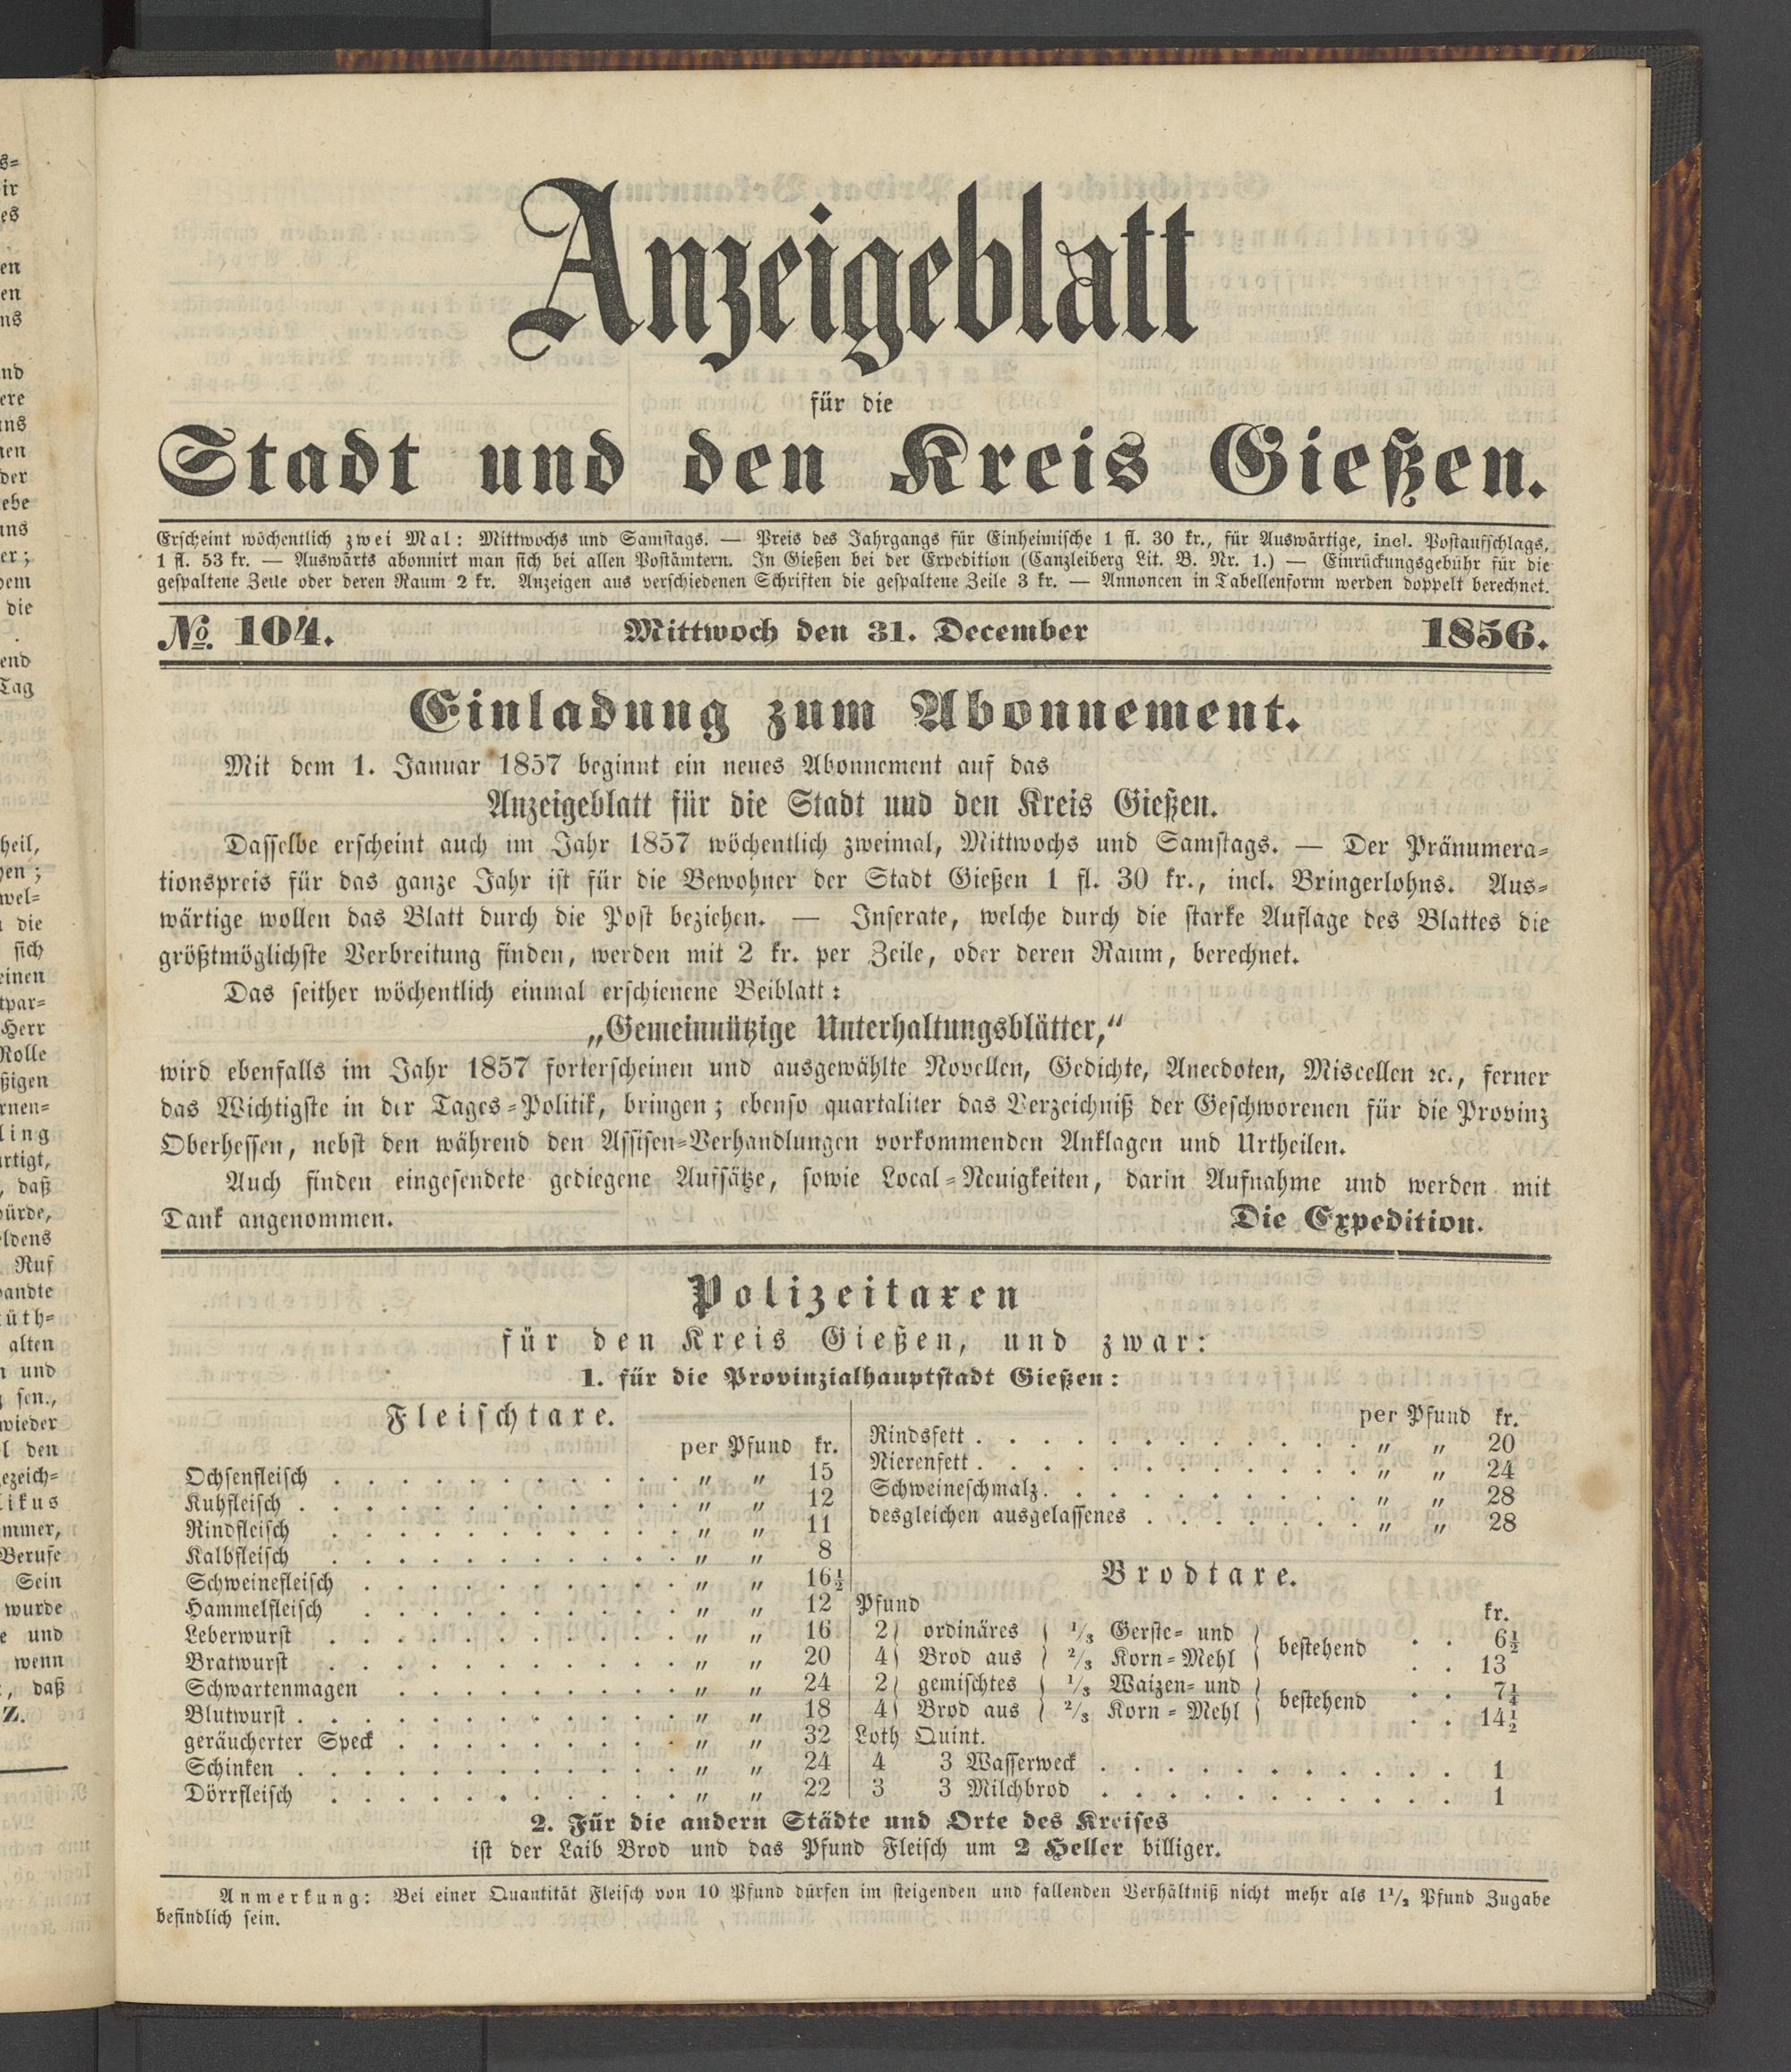 Anzeigeblatt
für die
Stadt und den Kreis Gießen.
Erscheint wöchentlich zwei Mal: Mittwochs und Samstags. — Preis des Jahrgangs für Einheimische 1 fl. 30 kr., für Auswärtige, incl. Postaufschlags,
1 fl. 53 kr. — Auswärts abonnirt man sich bei allen Postämtern. In Gießen bei der Expedition (Canzleiberg Lit. B. Nr. 1.) — Einrückungsgebühr für die
gespaltene Zeile oder deren Raum 2 kr. Anzeigen aus verschiedenen Schriften die gespaltene Zeile 3 kr. — Annoncen in Tabellenform werden doppelt berechnet.
No. 104. Mittwoch den 31. December 1856.
Einladung zum Abonnement.
Mit dem 1. Januar 1857 beginnt ein neues Abonnement auf das
Anzeigeblatt für die Stadt und den Kreis Gießen.
Dasselbe erscheint auch im Jahr 1857 wöchentlich zweimal, Mittwochs und Samstags. — Der Pränumera-
tionspreis für das ganze Jahr ist für die Bewohner der Stadt Gießen 1 fl. 30 kr., incl. Bringerlohns. Aus-
wärtige wollen das Blatt durch die Post beziehen. — Inserate, welche durch die starke Auflage des Blattes die
größtmöglichste Verbreitung finden, werden mit 2 kr. per Zeile, oder deren Raum, berechnet.
Das seither wöchentlich einmal erschienene Beiblatt:
„Gemeinnützige Unterhaltungsblätter,“
wird ebenfalls im Jahr 1857 forterscheinen und ausgewählte Novellen, Gedichte, Anecdoten, Miscellen ꝛc., ferner
das Wichtigste in der Tages-Politik, bringen; ebenso quartaliter das Verzeichniß der Geschworenen für die Provinz
Oberhessen, nebst den während den Assisen-Verhandlungen vorkommenden Anklagen und Urtheilen.
Auch finden eingesendete gediegene Aufsätze, sowie Local-Neuigkeiten, darin Aufnahme und werden mit
Dank angenommen. Die Expedition.
Polizeitaxen
für den Kreis Gießen, und zwar:
1. für die Provinzialhauptstadt Gießen:
Fleischtaxe.
per Pfund kr.
Ochsenfleisch . . . . . . . . . . . „ „ 15
Kuhfleisch . . . . . . . . . . . . „ „ 12
Rindfleisch . . . . . . . . . . . „ „ 11
Kalbfleisch . . . . . . . . . . . „ „ 8
Schweinefleisch . . . . . . . . . . „ „ 16½
Hammelfleisch . . . . . . . . . . „ „ 12
Leberwurst . . . . . . . . . . . „ „ 16
Bratwurst . . . . . . . . . . . „ „ 20
Schwartenmagen . . . . . . . . . „ „ 24
Blutwurst . . . . . . . . . . . . „ „ 18
geräucherter Speck . . . . . . . . . „ „ 32
Schinken . . . . . . . . . . . . „ „ 24
Dörrfleisch . . . . . . . . . . . „ „ 22
per Pfund kr.
Rindsfett . . . . . . . . . . . . „ „ 20
Nierenfett . . . . . . . . . . . . „ „ 24
Schweineschmalz . . . . . . . . . . „ „ 28
desgleichen ausgelassenes . . . . . . . „ „ 28
Brodtaxe.
Pfund kr.
2 ordinäres 1/3 Gerste- und bestehend . . 6½
4 Brod aus 2/3 Korn-Mehl . . 13
2 gemischtes 1/3 Waizen- und bestehend . . 7¼
4 Brod aus 2/3 Korn-Mehl . . 14½
Loth Quint.
4 3 Wasserweck . . . . . . . . . . . 1
3 3 Milchbrod . . . . . . . . . . . 1
2. Für die andern Städte und Orte des Kreises
ist der Laib Brod und das Pfund Fleisch um 2 Heller billiger.
Anmerkung: Bei einer Quantität Fleisch von 10 Pfund dürfen im steigenden und fallenden Verhältniß nicht mehr als 1½ Pfund Zugabe
befindlich sein.